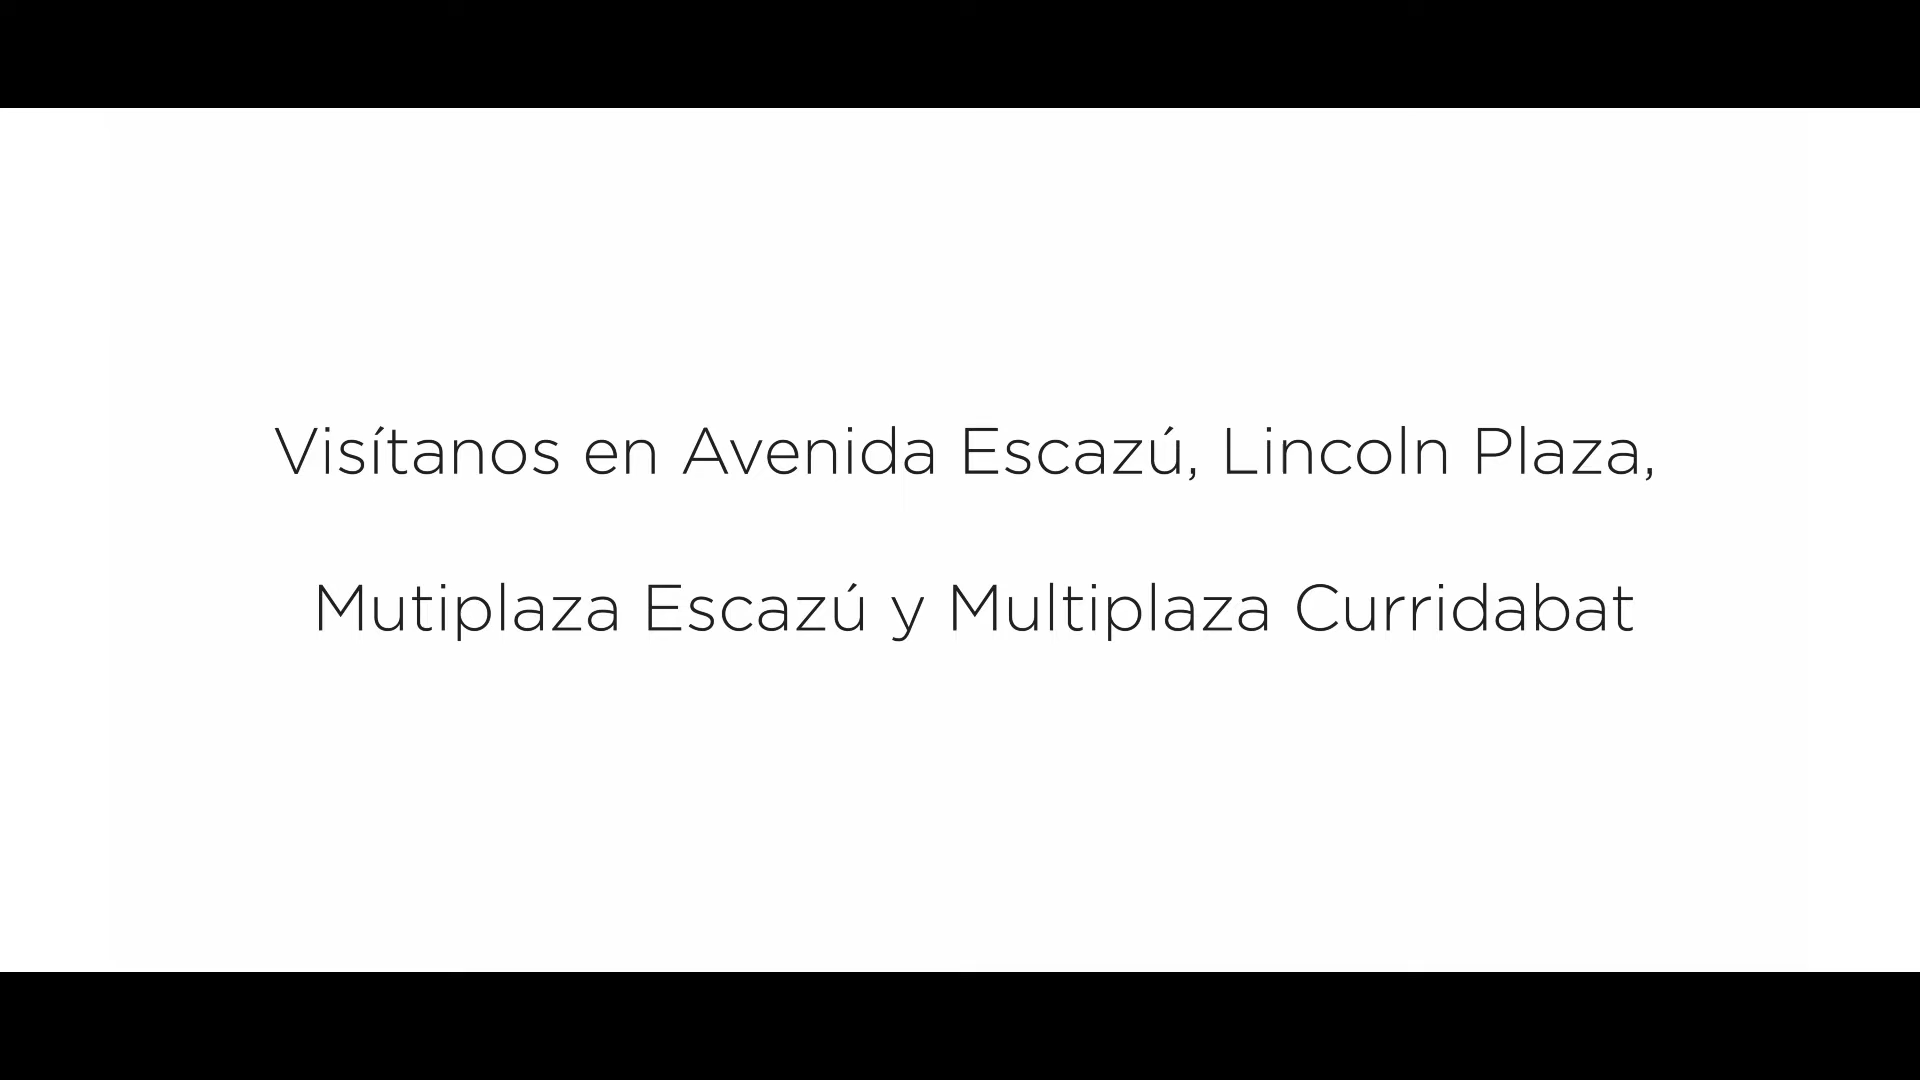 Visítanos en Avenida Escazú, Lincoln Plaza,
Mutiplaza Escazú y Multiplaza Curridabat